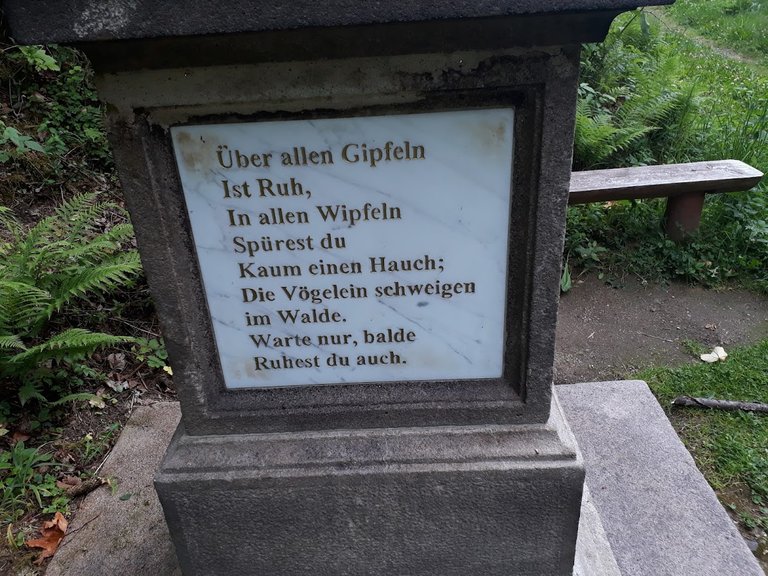 Über allen Gipfeln
Ist Ruh,
In allen Wipfeln
Spürest du
Kaum einen Hauch;
Die Vögelein schweigen
im Walde.
Warte nur, balde
Ruhest du auch.